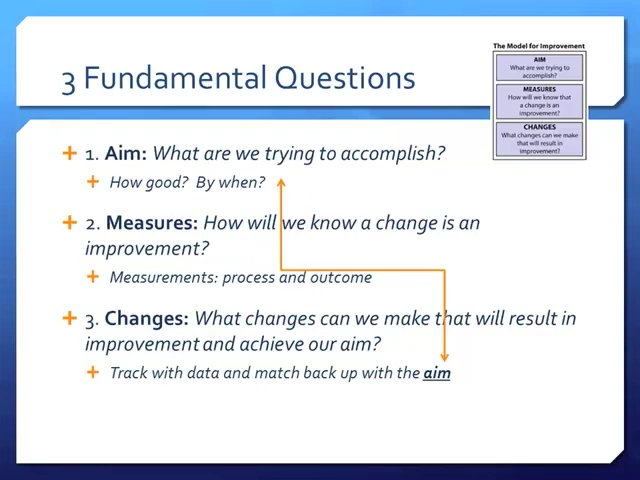 3 Fundamental Questions
The Model for Improvement
AIM
What are we trying to
accomplish?
MEASURES
How will we know that
a change is an
improvement?
CHANGES
What changes can we make
that will result in
improvement?
1. Aim: What are we trying to accomplish?
How good? By when?
2. Measures: How will we know a change is an
improvement?
Measurements: process and outcome
3. Changes: What changes can we make that will result in
improvement and achieve our aim?
Track with data and match back up with the aim